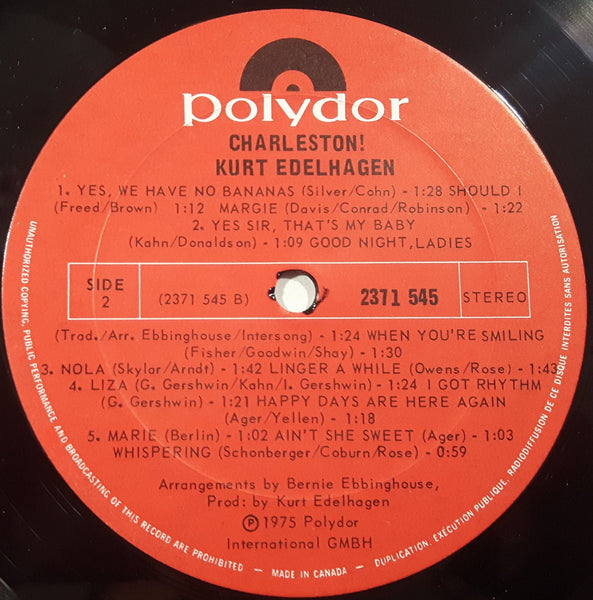 polydor
CHARLESTON!
KURT EDELHAGEN
1. YES, WE HAVE NO BANANAS (Silver/Cohn) - 1:28 SHOULD I
(Freed/Brown) 1:12 MARGIE (Davis/Conrad/Robinson) - 1:22
2. YES SIR, THAT'S MY BABY
(Kahn/Donaldson) - 1:09 GOOD NIGHT, LADIES
SIDE
2
(2371 545 B)
2371 545
STEREO
(Trad./Arr. Ebbinghouse/Intersong) - 1:24 WHEN YOU'RE SMILING
(Fisher/Goodwin/Shay) - 1:30
3. NOLA (Skylar/Arndt) - 1:42 LINGER A WHILE (Owens/Rose) - 1:43
4. LIZA (G. Gershwin/Kahn/I. Gershwin) - 1:24 I GOT RHYTHM
(G. Gershwin) - 1:21 HAPPY DAYS ARE HERE AGAIN
(Ager/Yellen) - 1:18
5. MARIE (Berlin) - 1:02 AIN'T SHE SWEET (Ager) - 1:03
WHISPERING (Schonberger/Coburn/Rose) - 0:59
Arrangements by Bernie Ebbinghouse,
Prod: by Kurt Edelhagen
Ⓟ 1975 Polydor
International GMBH
UNAUTHORIZED COPYING, PUBLIC PERFORMANCE AND BROADCASTING OF THIS RECORD ARE PROHIBITED - MADE IN CANADA - DUPLICATION, EXÉCUTION PUBLIQUE, RADIODIFFUSION DE CE DISQUE INTERDITES SANS AUTORISATION